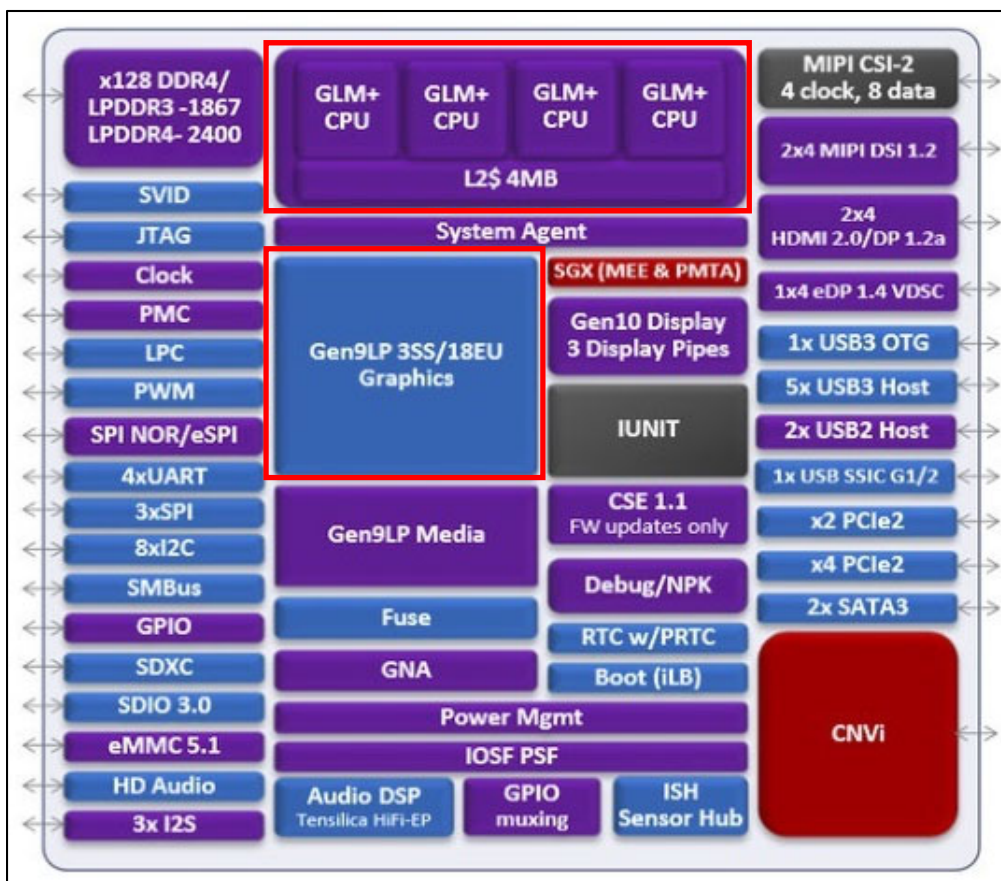 x128 DDR4/
LPDDR3 -1867
LPDDR4- 2400
SVID
JTAG
Clock
PMC
LPC
PWM
SPI NOR/eSPI
4xUART
3xSPI
8xI2C
SMBus
GPIO
SDXC
SDIO 3.0
eMMC 5.1
HD Audio
3x I2S
GLM+
CPU
GLM+
CPU
GLM+
CPU
GLM+
CPU
L2$ 4MB
System Agent
Gen9LP 3SS/18EU
Graphics
SGX (MEE & PMTA)
Gen10 Display
3 Display Pipes
IUNIT
Gen9LP Media
CSE 1.1
FW updates only
Debug/NPK
Fuse
RTC w/PRTC
GNA
Boot (iLB)
Power Mgmt
IOSF PSF
Audio DSP
Tensilica HiFi-EP
GPIO
muxing
ISH
Sensor Hub
MIPI CSI-2
4 clock, 8 data
2x4 MIPI DSI 1.2
2x4
HDMI 2.0/DP 1.2a
1x4 eDP 1.4 VDSC
1x USB3 OTG
5x USB3 Host
2x USB2 Host
1x USB SSIC G1/2
x2 PCIe2
x4 PCIe2
2x SATA3
CNVi